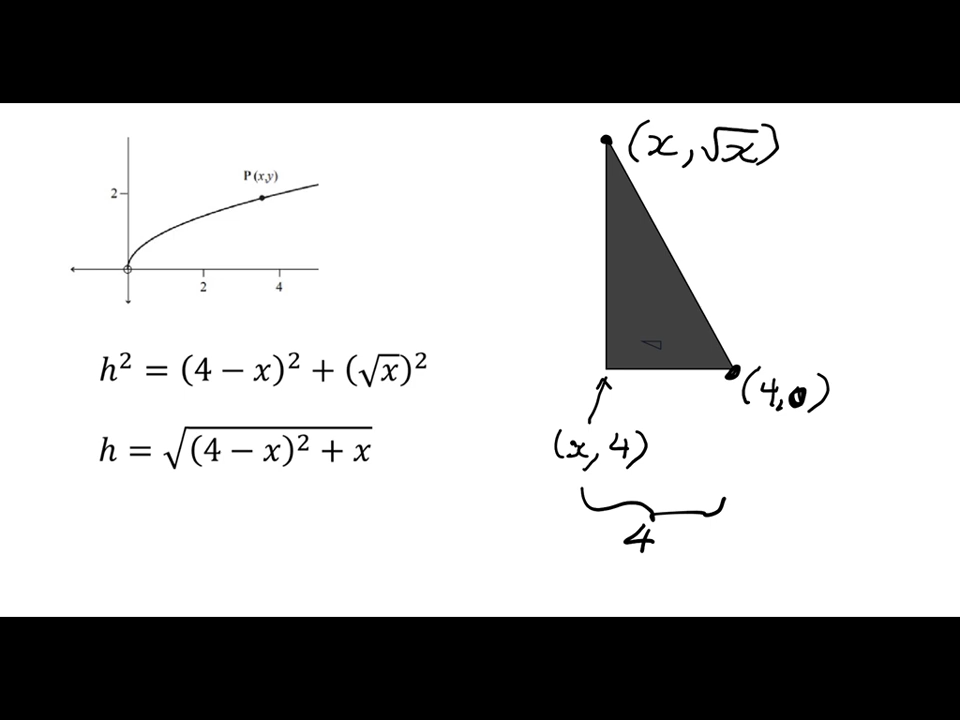 P (x,y)
2
2 4
h² = (4 − x)² + (√x)²
h = √((4 − x)² + x)
(x, √x)
(4,0)
(x, 4)
4